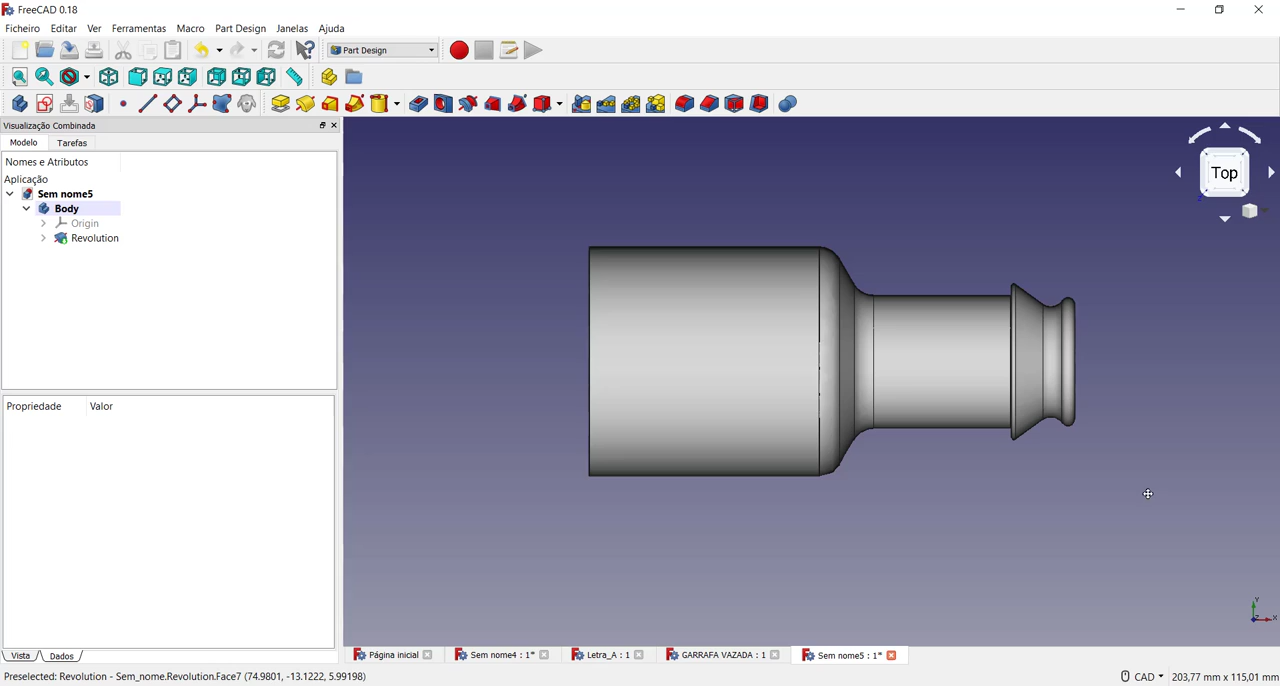 FreeCAD 0.18
Ficheiro Editar Ver Ferramentas Macro Part Design Janelas Ajuda
Part Design
Visualização Combinada
Modelo Tarefas
Nomes e Atributos
Aplicação
Sem nome5
Body
Origin
Revolution
Top
Propriedade Valor
Y
Z X
Vista Dados
Página inicial Sem nome4 : 1* Letra_A : 1 GARRAFA VAZADA : 1 Sem nome5 : 1*
Preselected: Revolution - Sem_nome.Revolution.Face7 (74.9801, -13.1222, 5.99198) CAD 203,77 mm x 115,01 mm